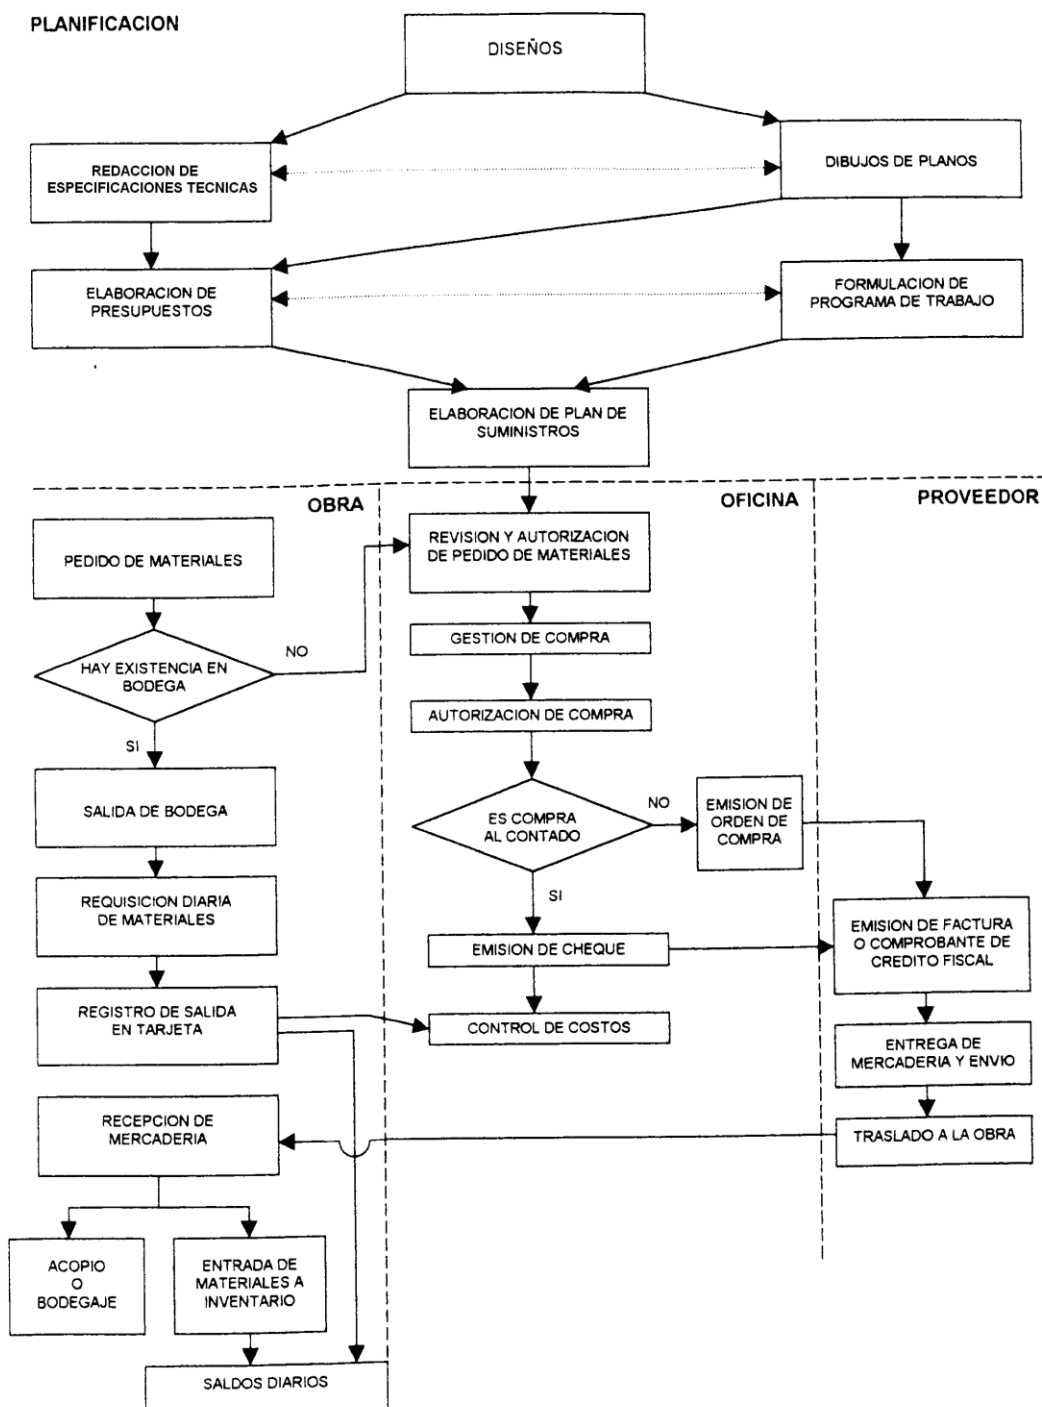 PLANIFICACION
DISEÑOS
REDACCION DE
ESPECIFICACIONES TECNICAS
DIBUJOS DE PLANOS
ELABORACION DE
PRESUPUESTOS
FORMULACION DE
PROGRAMA DE TRABAJO
ELABORACION DE PLAN DE
SUMINISTROS
OBRA
OFICINA
PROVEEDOR
PEDIDO DE MATERIALES
REVISION Y AUTORIZACION
DE PEDIDO DE MATERIALES
HAY EXISTENCIA EN
BODEGA
NO
GESTION DE COMPRA
AUTORIZACION DE COMPRA
SI
SALIDA DE BODEGA
ES COMPRA
AL CONTADO
NO
EMISION DE
ORDEN DE
COMPRA
SI
REQUISICION DIARIA
DE MATERIALES
EMISION DE CHEQUE
EMISION DE FACTURA
O COMPROBANTE DE
CREDITO FISCAL
REGISTRO DE SALIDA
EN TARJETA
CONTROL DE COSTOS
ENTREGA DE
MERCADERIA Y ENVIO
RECEPCION DE
MERCADERIA
TRASLADO A LA OBRA
ACOPIO
O
BODEGAJE
ENTRADA DE
MATERIALES A
INVENTARIO
SALDOS DIARIOS